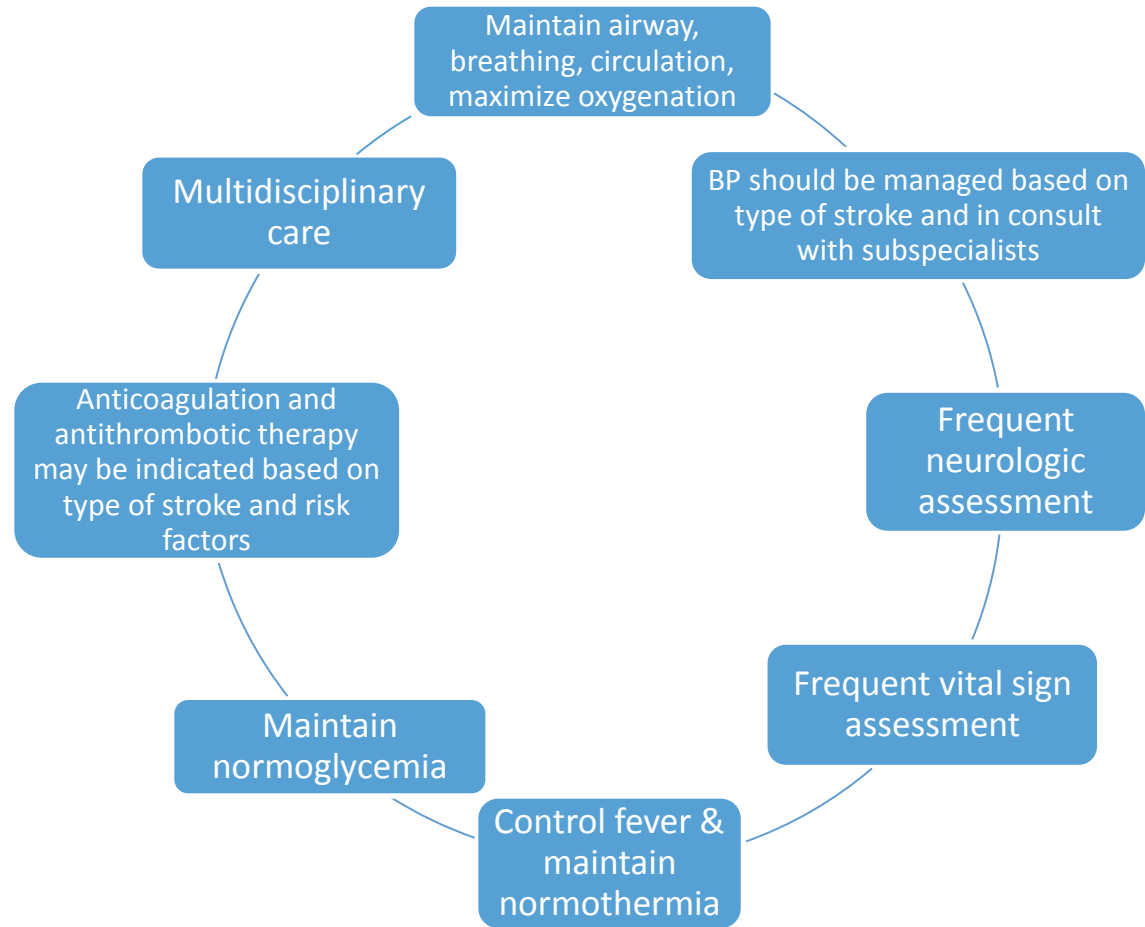 Maintain airway,
breathing, circulation,
maximize oxygenation
BP should be managed based on
type of stroke and in consult
with subspecialists
Frequent
neurologic
assessment
Frequent vital sign
assessment
Control fever &
maintain
normothermia
Maintain
normoglycemia
Anticoagulation and
antithrombotic therapy
may be indicated based on
type of stroke and risk
factors
Multidisciplinary
care